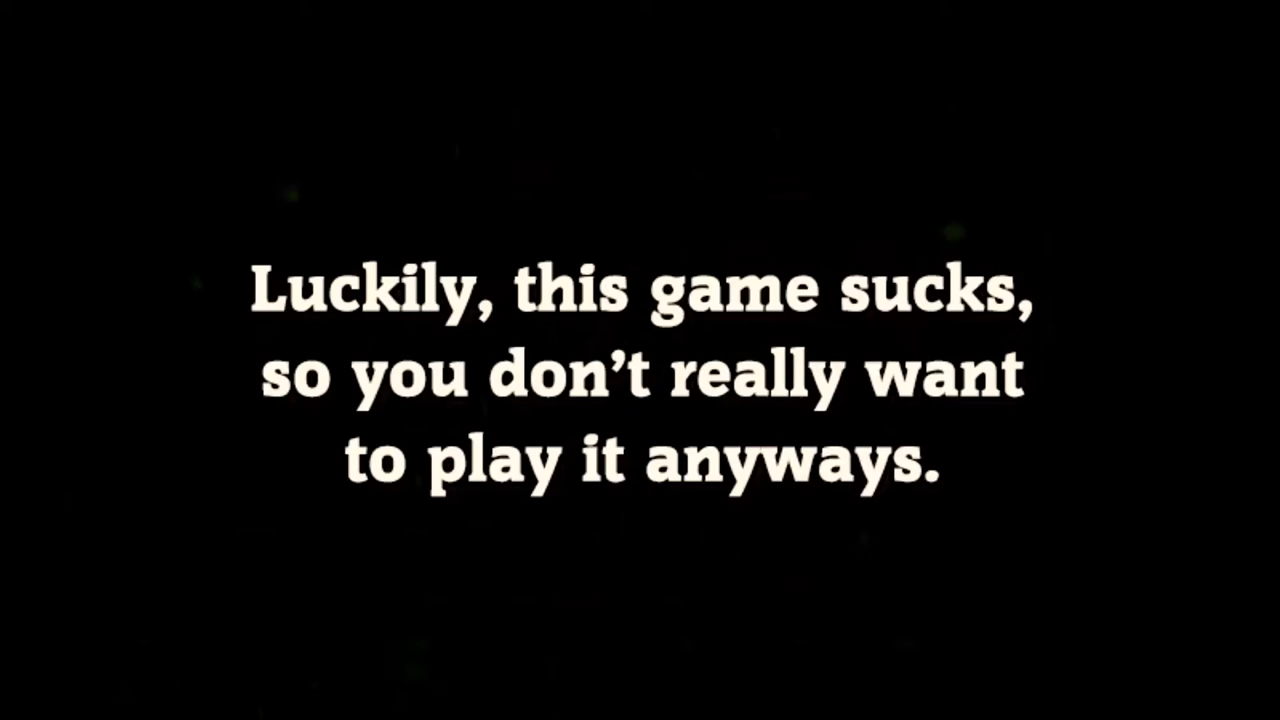 Luckily, this game sucks,
so you don’t really want
to play it anyways.